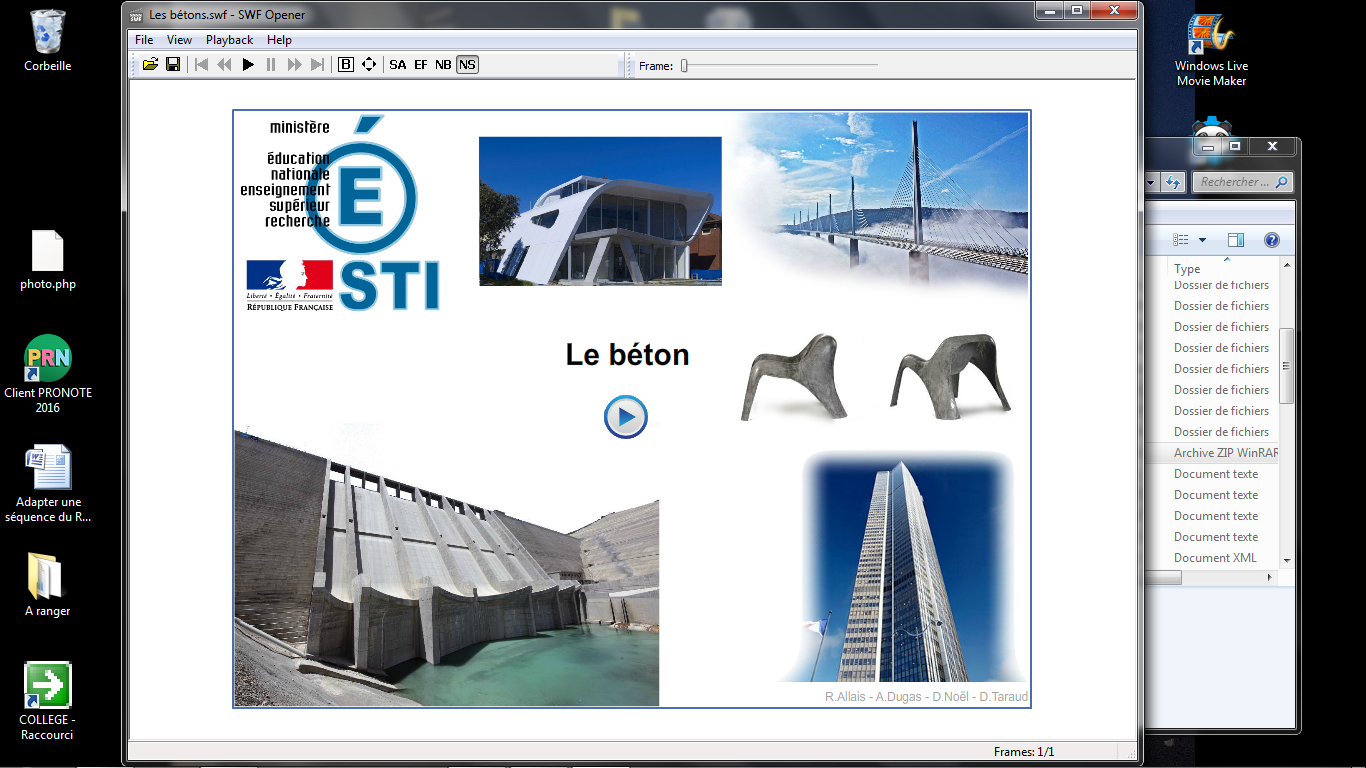 Corbeille
photo.php
PRN
Client PRONOTE
2016
Adapter une
séquence du R...
A ranger
COLLEGE -
Raccourci
Les bétons.swf - SWF Opener
File View Playback Help
B SA EF NB NS
Frame:
ministère
éducation
nationale
enseignement
supérieur
recherche
É
STI
Liberté • Égalité • Fraternité
RÉPUBLIQUE FRANÇAISE
Le béton
R.Allais - A.Dugas - D.Noël - D.Taraud
Frames: 1/1
Windows Live
Movie Maker
Rechercher ...
Type
Dossier de fichiers
Dossier de fichiers
Dossier de fichiers
Dossier de fichiers
Dossier de fichiers
Dossier de fichiers
Dossier de fichiers
Dossier de fichiers
Archive ZIP WinRAR
Document texte
Document texte
Document texte
Document texte
Document XML